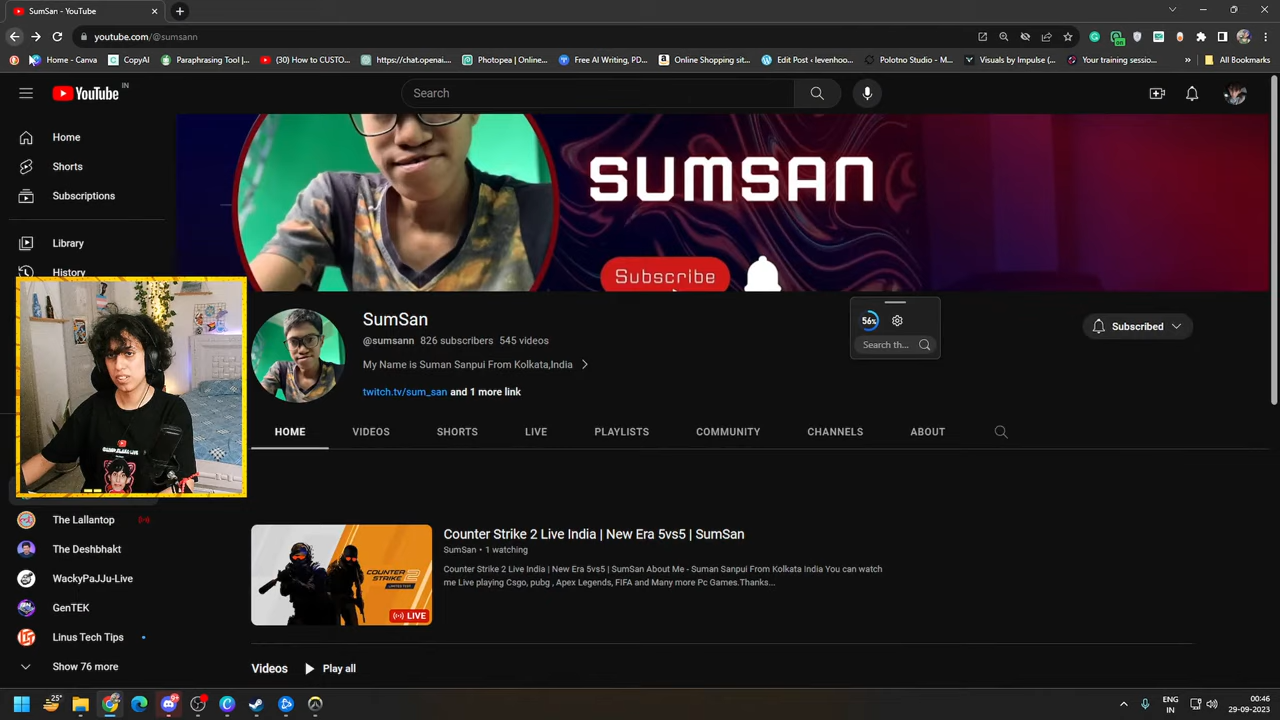 SumSan - YouTube
youtube.com/@sumsann
Home - Canva
CopyAI
Paraphrasing Tool |...
(30) How to CUSTO...
https://chat.openai...
Photopea | Online...
Free AI Writing, PD...
Online Shopping sit...
Edit Post ‹ levenhoo...
Polotno Studio - M...
Visuals by Impulse (...
Your training sessio...
»
All Bookmarks
YouTube IN
Search
Home
Shorts
Subscriptions
Library
History
The Lallantop
The Deshbhakt
WackyPaJJu-Live
GenTEK
Linus Tech Tips
Show 76 more
SUMSAN
Subscribe
SumSan
@sumsann 826 subscribers 545 videos
My Name is Suman Sanpui From Kolkata,India
twitch.tv/sum_san and 1 more link
56%
Search th...
Subscribed
HOME VIDEOS SHORTS LIVE PLAYLISTS COMMUNITY CHANNELS ABOUT
COUNTER STRIKE 2
LIMITED TEST
LIVE
Counter Strike 2 Live India | New Era 5vs5 | SumSan
SumSan • 1 watching
Counter Strike 2 Live India | New Era 5vs5 | SumSan About Me - Suman Sanpui From Kolkata India You can watch
me Live playing Csgo, pubg , Apex Legends, FIFA and Many more Pc Games.Thanks...
Videos Play all
25°
ENG
IN
00:46
29-09-2023